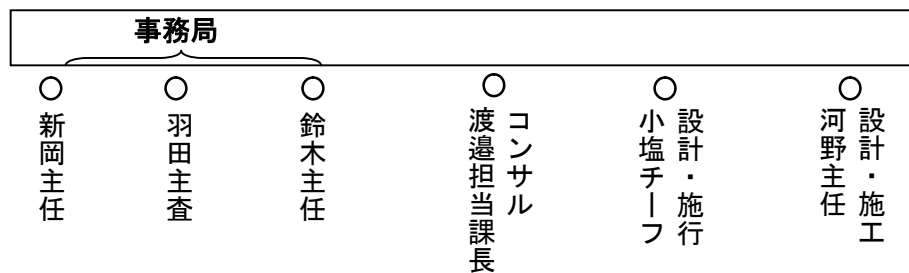 事務局
新岡主任
羽田主査
鈴木主任
コンサル
渡邉担当課長
設計・施行
小塩チーフ
設計・施工
河野主任